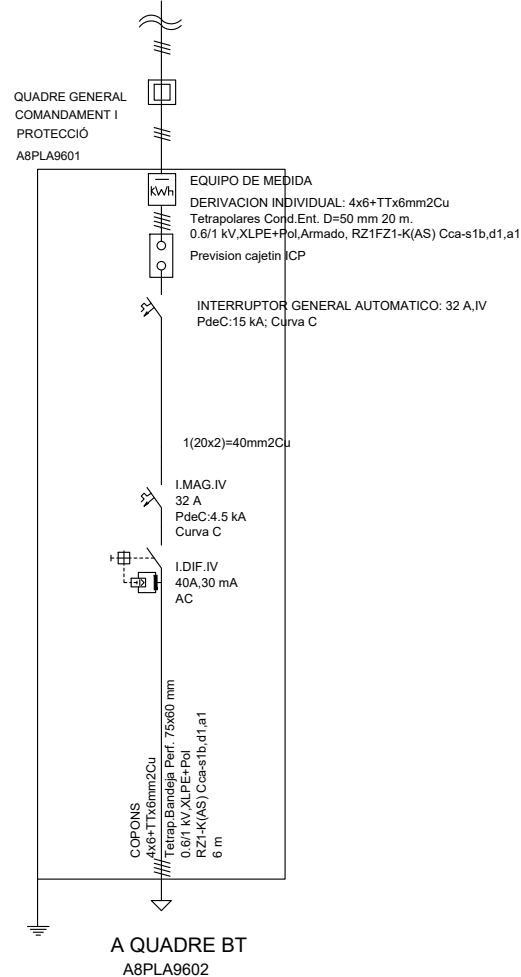 QUADRE GENERAL
COMANDAMENT I
PROTECCIÓ
A8PLA9601
kWh
EQUIPO DE MEDIDA
DERIVACION INDIVIDUAL: 4x6+TTx6mm2Cu
Tetrapolares Cond.Ent. D=50 mm 20 m.
0.6/1 kV,XLPE+Pol,Armado, RZ1FZ1-K(AS) Cca-s1b,d1,a1
Prevision cajetin ICP
INTERRUPTOR GENERAL AUTOMATICO: 32 A,IV
PdeC:15 kA; Curva C
1(20x2)=40mm2Cu
I.MAG.IV
32 A
PdeC:4.5 kA
Curva C
I.DIF.IV
40A,30 mA
AC
COPONS
4x6+TTx6mm2Cu
Tetrap.Bandeja Perf. 75x60 mm
0.6/1 kV,XLPE+Pol
RZ1-K(AS) Cca-s1b,d1,a1
6 m
A QUADRE BT
A8PLA9602